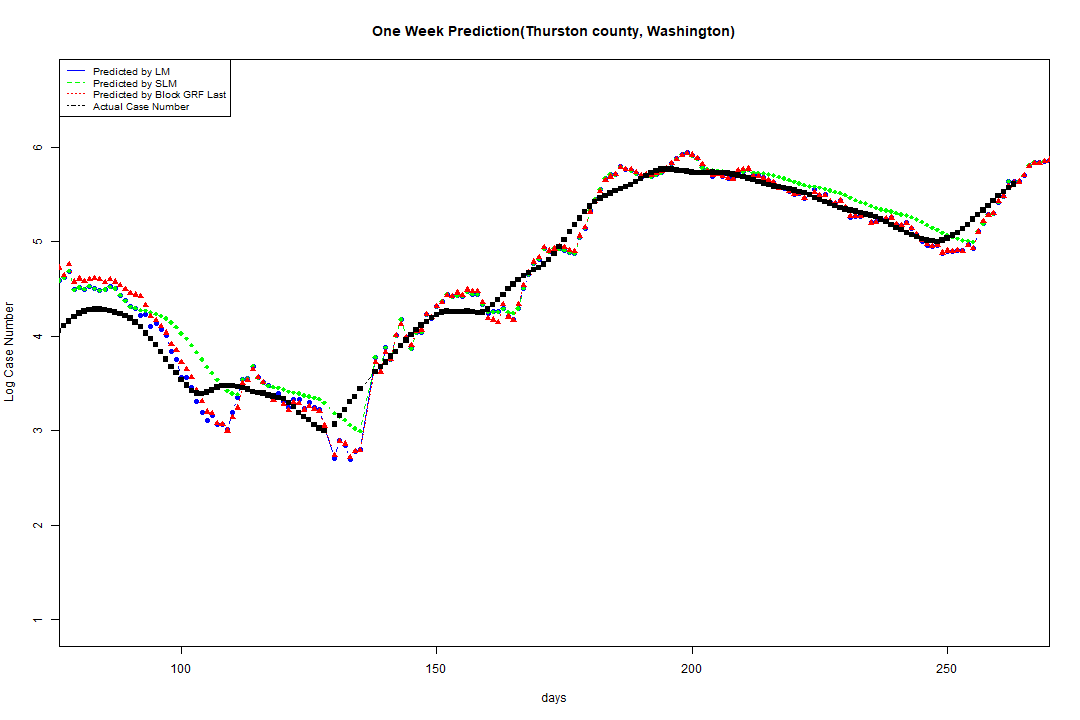 One Week Prediction(Thurston county, Washington)
Predicted by LM
Predicted by SLM
Predicted by Block GRF Last
Actual Case Number
Log Case Number
6
5
4
3
2
1
100 150 200 250
days